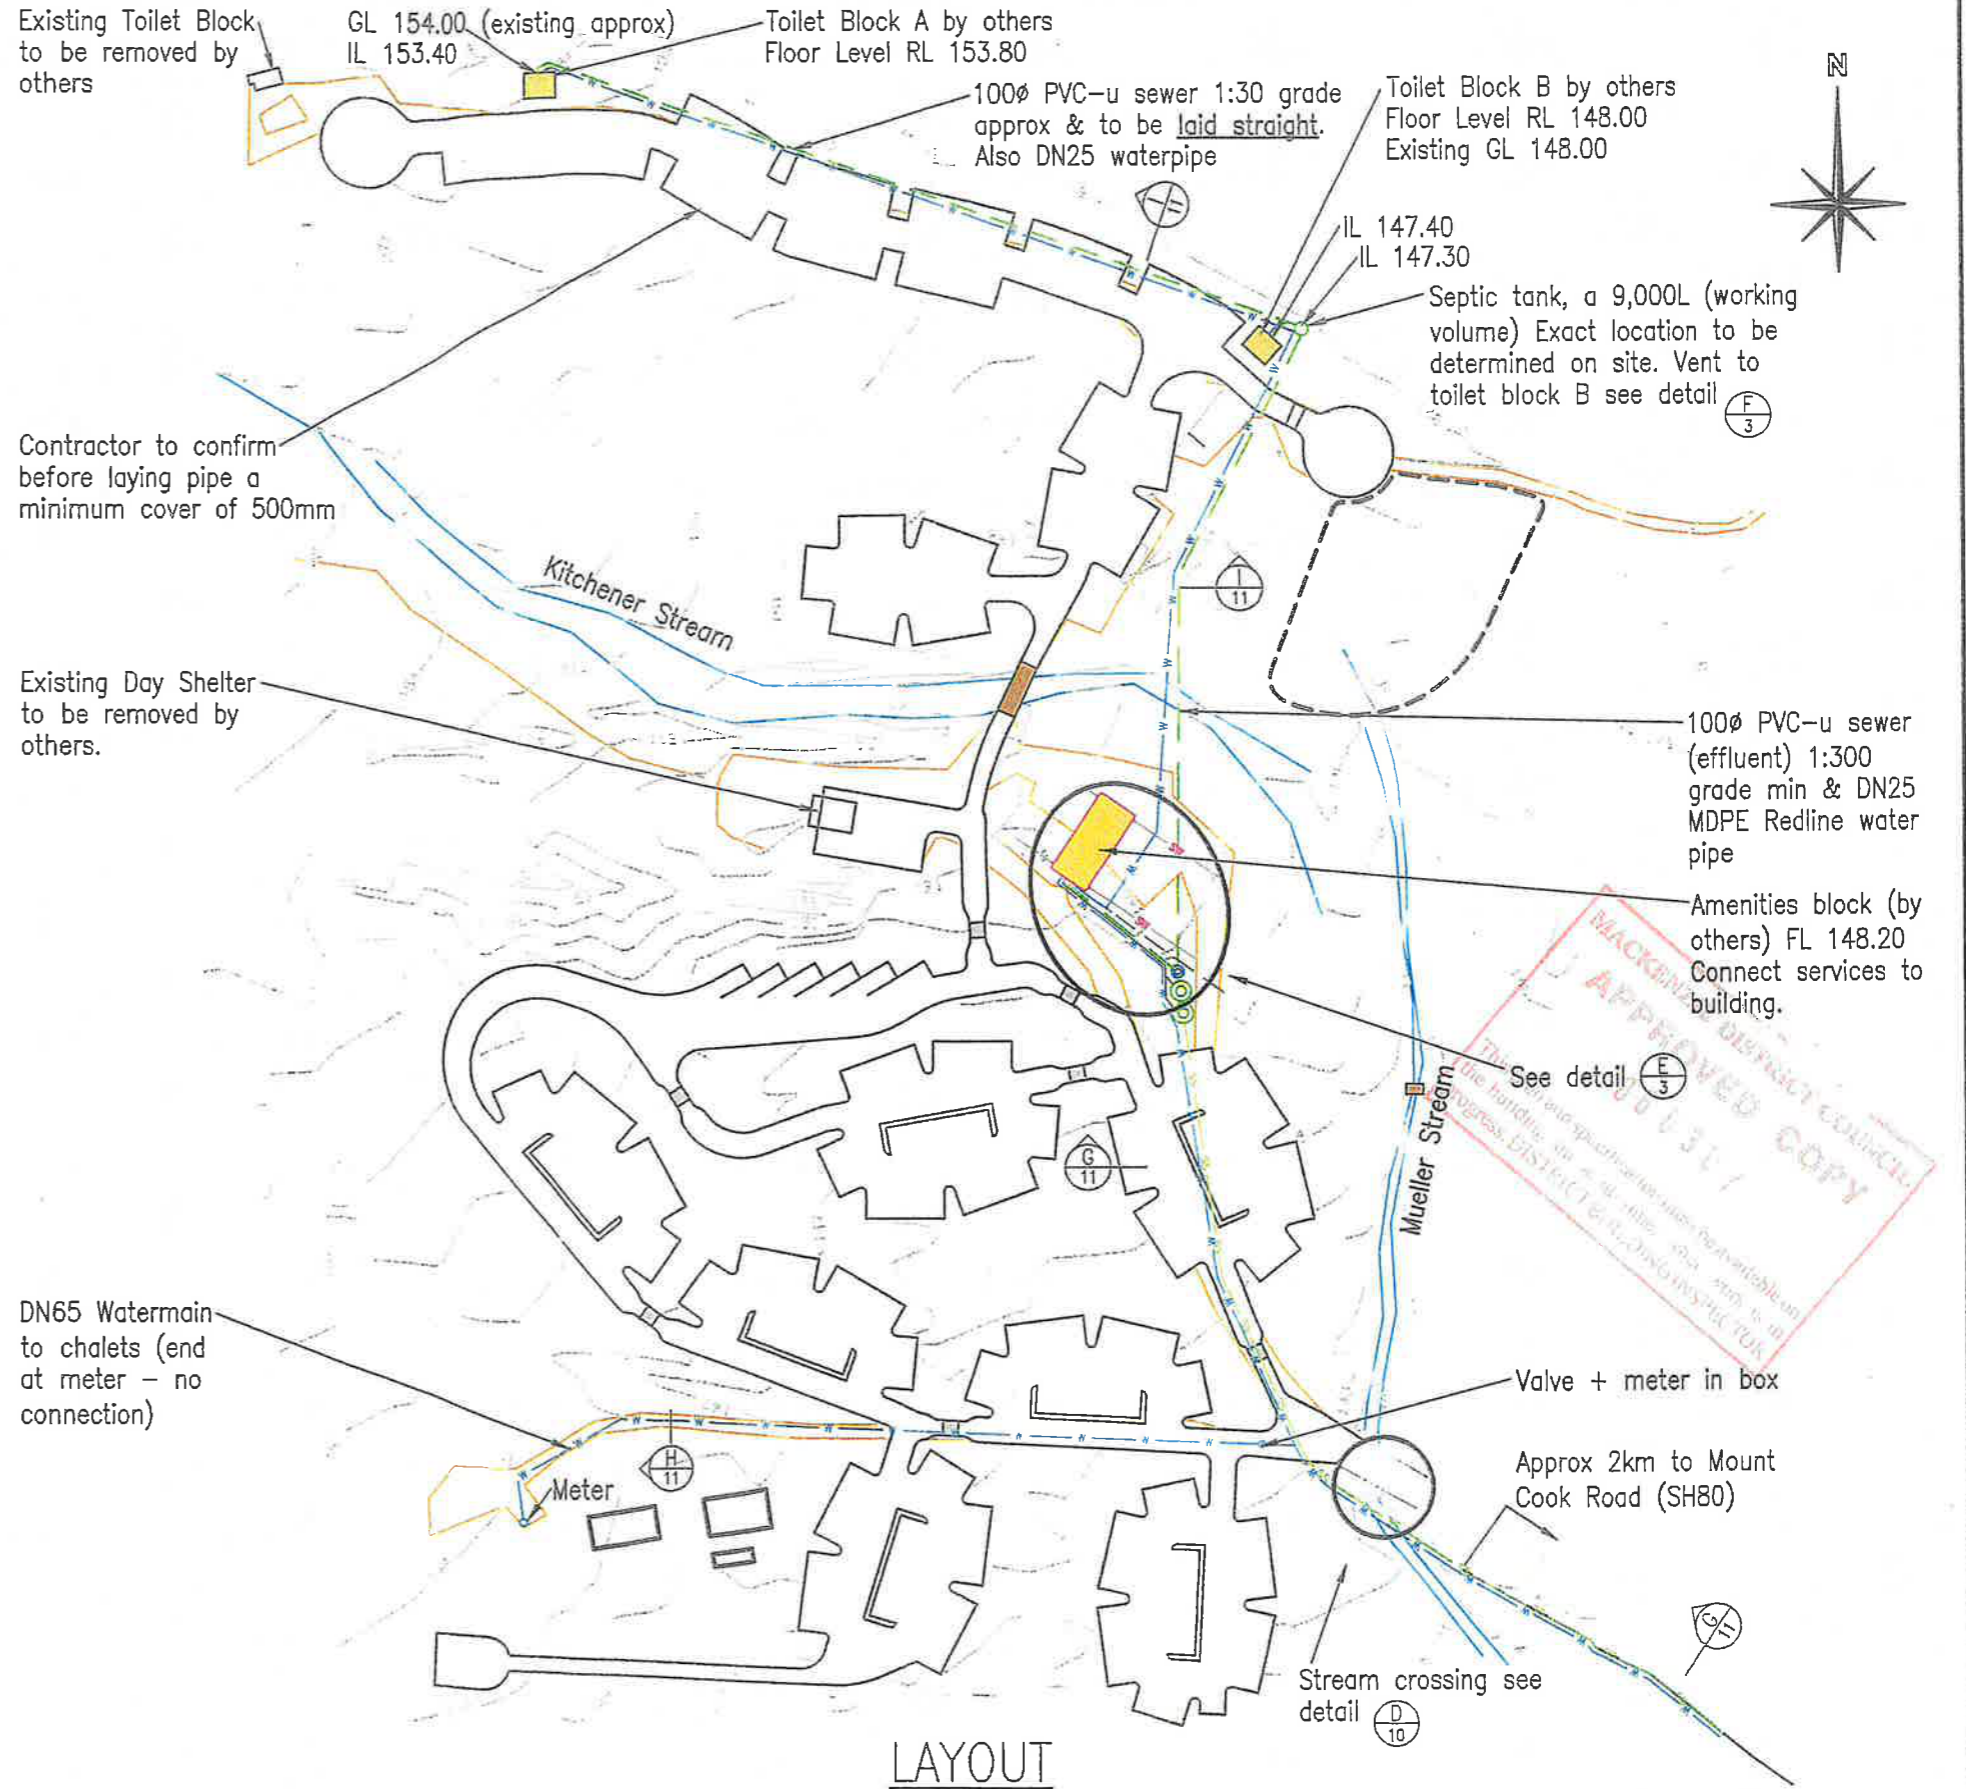 Existing Toilet Block
to be removed by
others
GL 154.00 (existing approx)
IL 153.40
Toilet Block A by others
Floor Level RL 153.80
100ø PVC-u sewer 1:30 grade
approx & to be laid straight.
Also DN25 waterpipe
Toilet Block B by others
Floor Level RL 148.00
Existing GL 148.00
N
IL 147.40
IL 147.30
Septic tank, a 9,000L (working
volume) Exact location to be
determined on site. Vent to
toilet block B see detail
F
3
Contractor to confirm
before laying pipe a
minimum cover of 500mm
Kitchener Stream
I
11
Existing Day Shelter
to be removed by
others.
100ø PVC-u sewer
(effluent) 1:300
grade min & DN25
MDPE Redline water
pipe
Amenities block (by
others) FL 148.20
Connect services to
building.
See detail
E
3
MACKENZIE DISTRICT COUNCIL
APPROVED COPY
Mueller Stream
G
11
DN65 Watermain
to chalets (end
at meter – no
connection)
Valve + meter in box
H
11
Meter
Approx 2km to Mount
Cook Road (SH80)
G
11
Stream crossing see
detail
D
10
LAYOUT